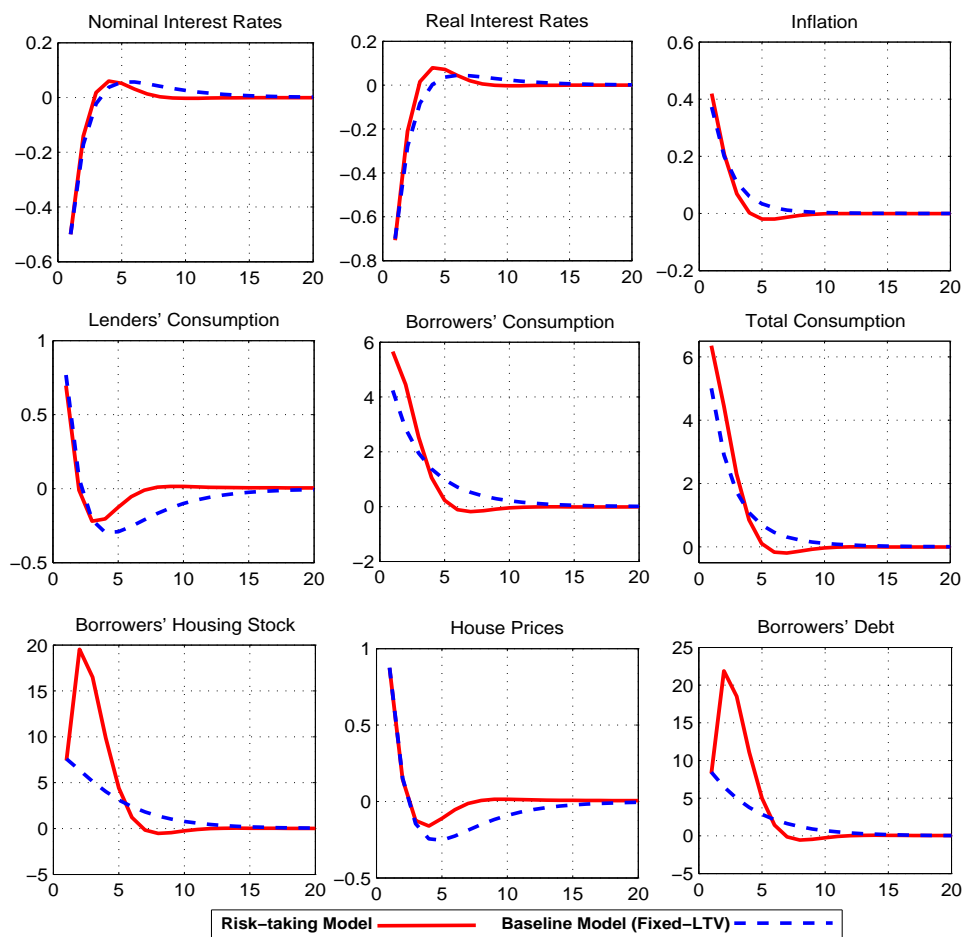 Nominal Interest Rates
0.2
0
−0.2
−0.4
−0.6
0 5 10 15 20
Real Interest Rates
0.2
0
−0.2
−0.4
−0.6
−0.8
0 5 10 15 20
Inflation
0.6
0.4
0.2
0
−0.2
0 5 10 15 20
Lenders' Consumption
1
0.5
0
−0.5
0 5 10 15 20
Borrowers' Consumption
6
4
2
0
−2
0 5 10 15 20
Total Consumption
6
4
2
0
0 5 10 15 20
Borrowers' Housing Stock
20
15
10
5
0
−5
0 5 10 15 20
House Prices
1
0.5
0
−0.5
0 5 10 15 20
Borrowers' Debt
25
20
15
10
5
0
−5
0 5 10 15 20
Risk−taking Model Baseline Model (Fixed−LTV)